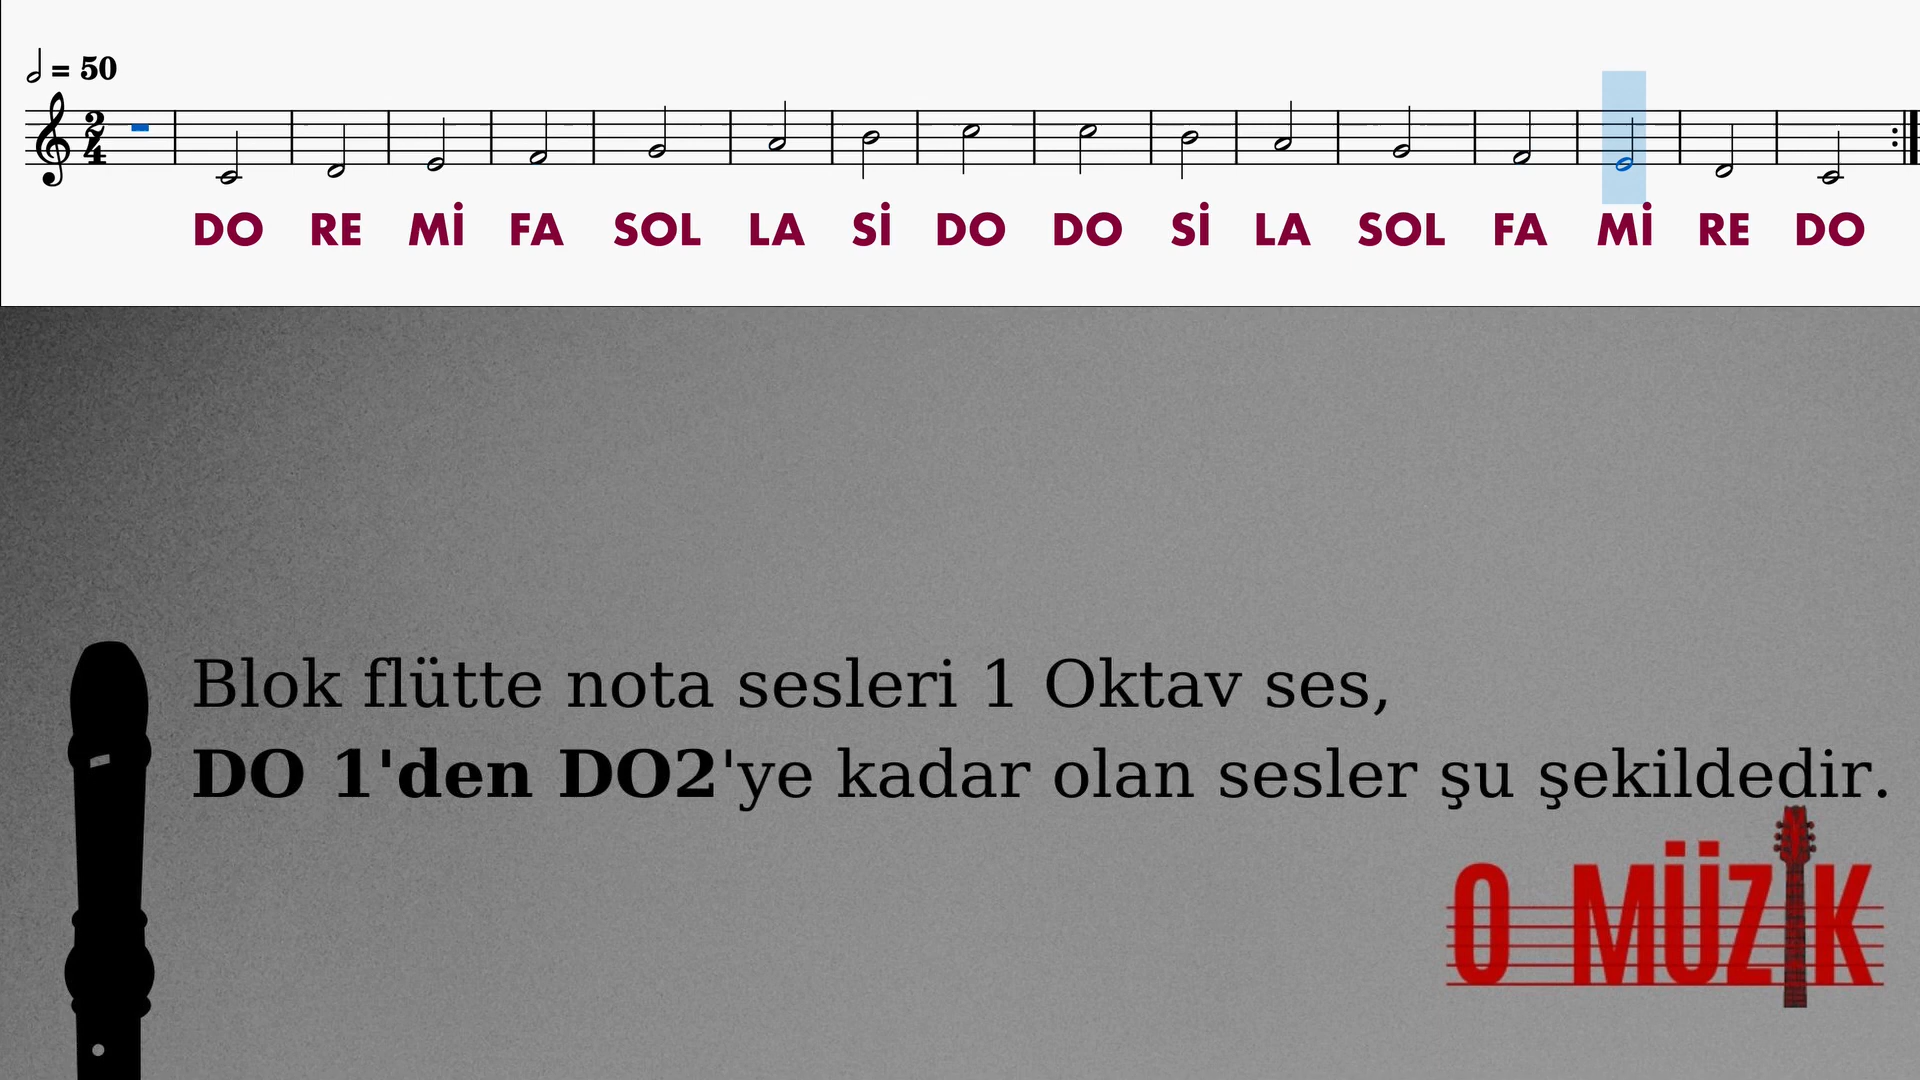 = 50
2
4
DO RE Mİ FA SOL LA Sİ DO DO Sİ LA SOL FA Mİ RE DO
Blok flütte nota sesleri 1 Oktav ses,
DO 1'den DO2'ye kadar olan sesler şu şekildedir.
O MÜZİK